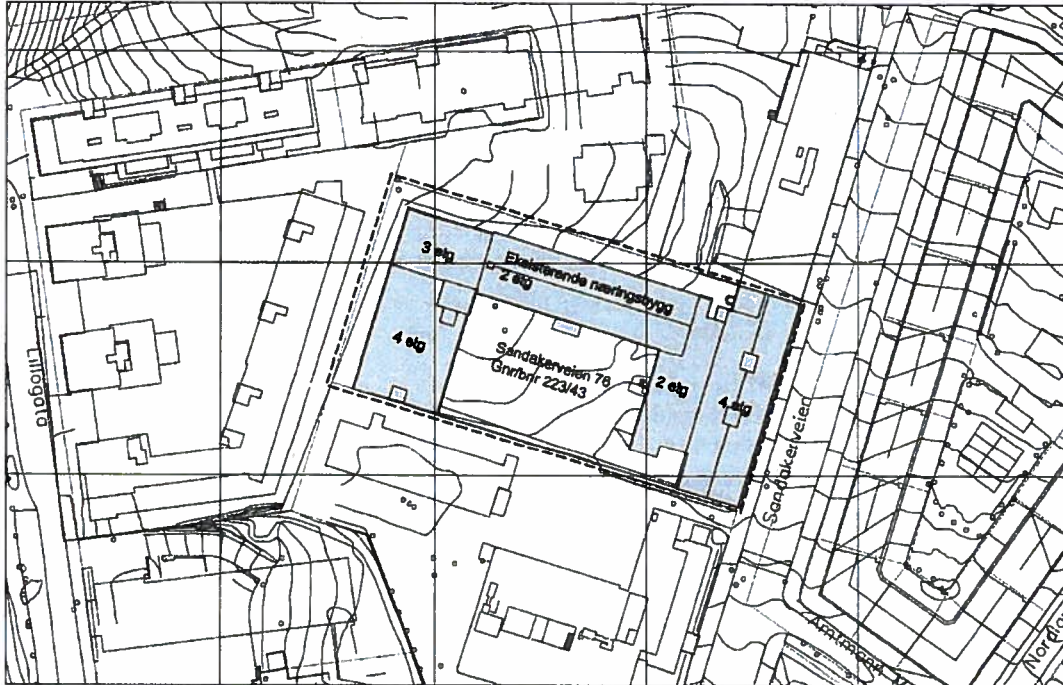 3 etg
Eksisterende næringsbygg
2 etg
4 etg
Sandakerveien 76
Gnr/bnr 223/43
2 etg
4 etg
Lillogata
Sandakerveien